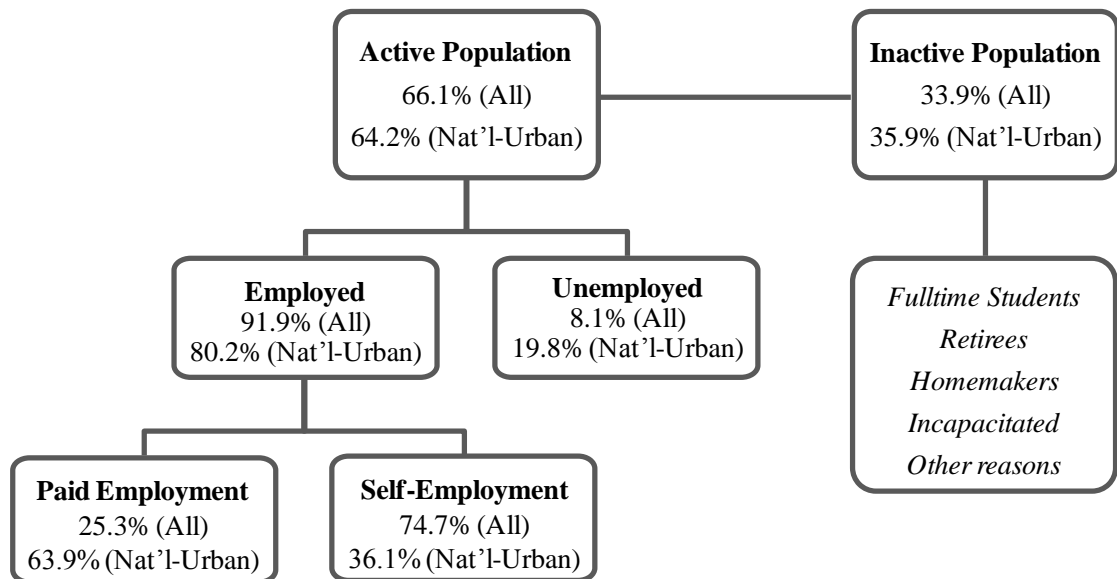 Active Population
66.1% (All)
64.2% (Nat’l-Urban)
Inactive Population
33.9% (All)
35.9% (Nat’l-Urban)
Employed
91.9% (All)
80.2% (Nat’l-Urban)
Unemployed
8.1% (All)
19.8% (Nat’l-Urban)
Fulltime Students
Retirees
Homemakers
Incapacitated
Other reasons
Paid Employment
25.3% (All)
63.9% (Nat’l-Urban)
Self-Employment
74.7% (All)
36.1% (Nat’l-Urban)